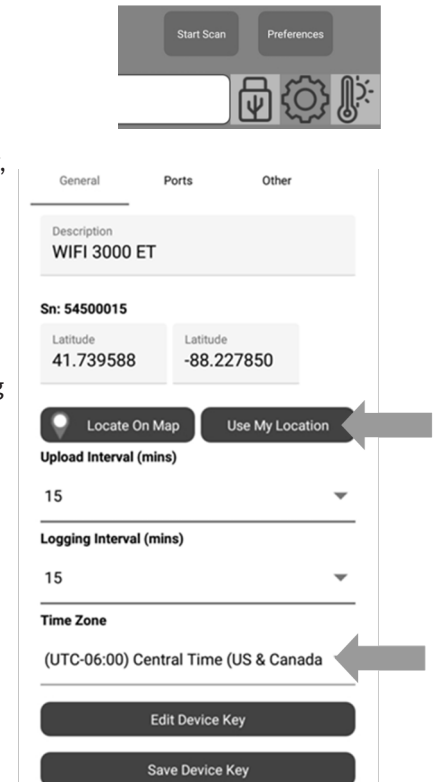 Start Scan Preferences
,
General Ports Other
Description
WIFI 3000 ET
Sn: 54500015
Latitude Latitude
41.739588 -88.227850
g
Locate On Map Use My Location
Upload Interval (mins)
15
Logging Interval (mins)
15
Time Zone
(UTC-06:00) Central Time (US & Canada
Edit Device Key
Save Device Key